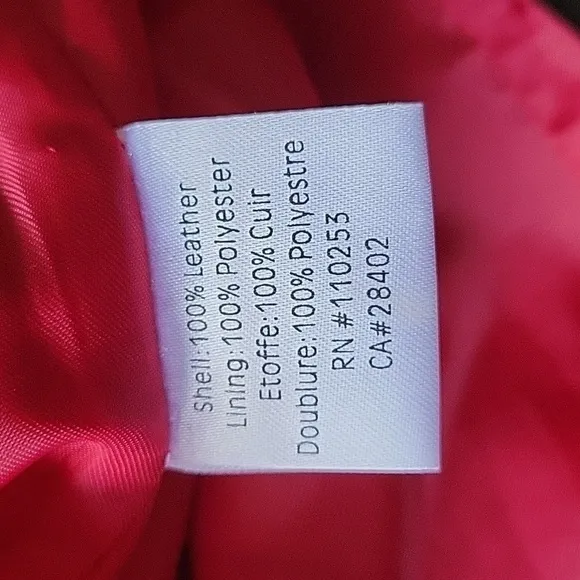 Shell:100% Leather
Lining:100% Polyester
Etoffe:100% Cuir
Doublure:100% Polyestre
RN#110253
CA#28402